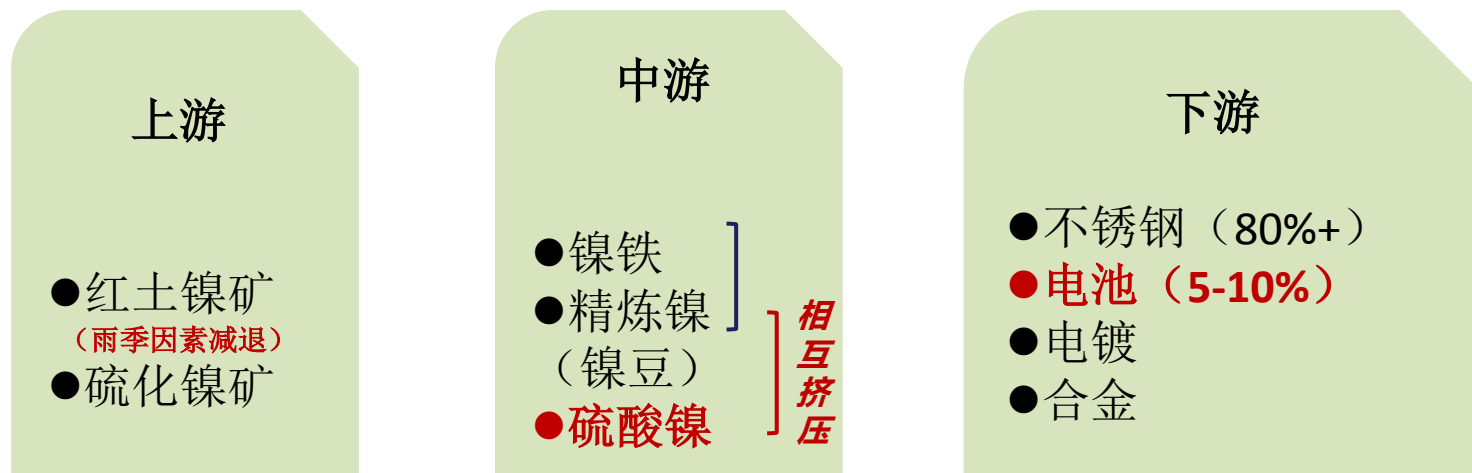 上游
●红土镍矿
（雨季因素减退）
●硫化镍矿
中游
●镍铁
●精炼镍
（镍豆）
●硫酸镍
相
互
挤
压
下游
●不锈钢（80%+）
●电池（5-10%）
●电镀
●合金